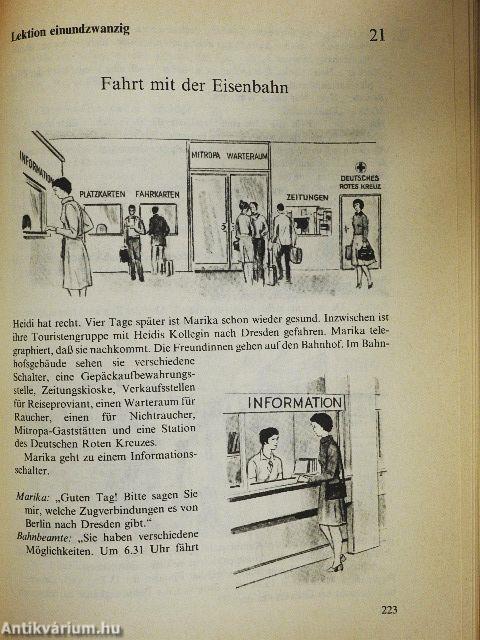 Lektion einundzwanzig
21
Fahrt mit der Eisenbahn
INFORMATION
PLATZKARTEN
FAHRKARTEN
MITROPA WARTERAUM
ZEITUNGEN
DEUTSCHES
ROTES KREUZ
Heidi hat recht. Vier Tage später ist Marika schon wieder gesund. Inzwischen ist
ihre Touristengruppe mit Heidis Kollegin nach Dresden gefahren. Marika tele-
graphiert, daß sie nachkommt. Die Freundinnen gehen auf den Bahnhof. Im Bahn-
hofsgebäude sehen sie verschiedene
Schalter, eine Gepäckaufbewahrungs-
stelle, Zeitungskioske, Verkaufsstellen
für Reiseproviant, einen Warteraum für
Raucher, einen für Nichtraucher,
Mitropa-Gaststätten und eine Station
des Deutschen Roten Kreuzes.
Marika geht zu einem Informations-
schalter.
INFORMATION
Marika: „Guten Tag! Bitte sagen Sie
mir, welche Zugverbindungen es von
Berlin nach Dresden gibt.“
Bahnbeamte: „Sie haben verschiedene
Möglichkeiten. Um 6.31 Uhr fährt
223
Antikvárium.hu